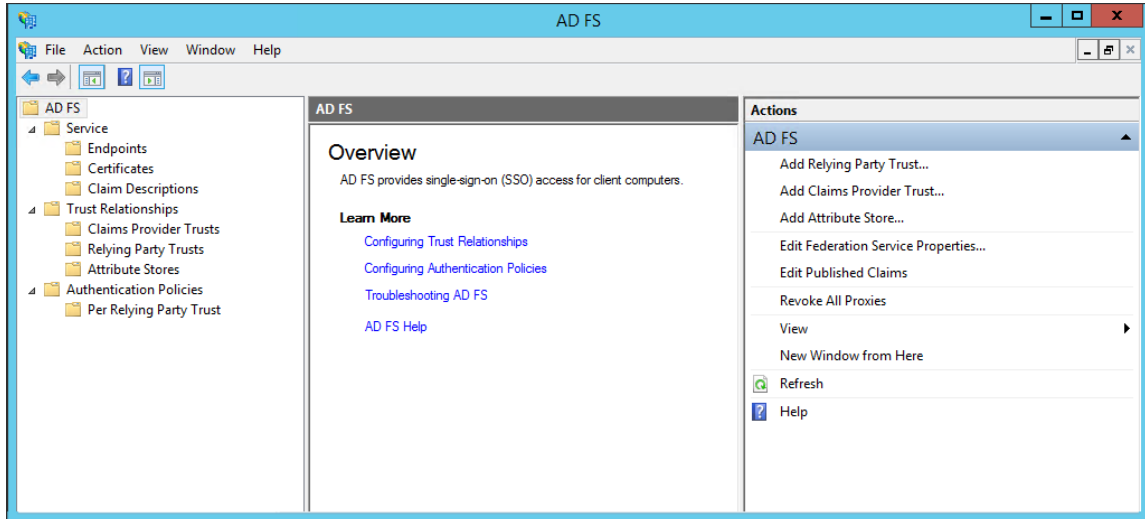 AD FS
File Action View Window Help
AD FS
Service
Endpoints
Certificates
Claim Descriptions
Trust Relationships
Claims Provider Trusts
Relying Party Trusts
Attribute Stores
Authentication Policies
Per Relying Party Trust
AD FS
Overview
AD FS provides single-sign-on (SSO) access for client computers.
Learn More
Configuring Trust Relationships
Configuring Authentication Policies
Troubleshooting AD FS
AD FS Help
Actions
AD FS
Add Relying Party Trust...
Add Claims Provider Trust...
Add Attribute Store...
Edit Federation Service Properties...
Edit Published Claims
Revoke All Proxies
View
New Window from Here
Refresh
Help